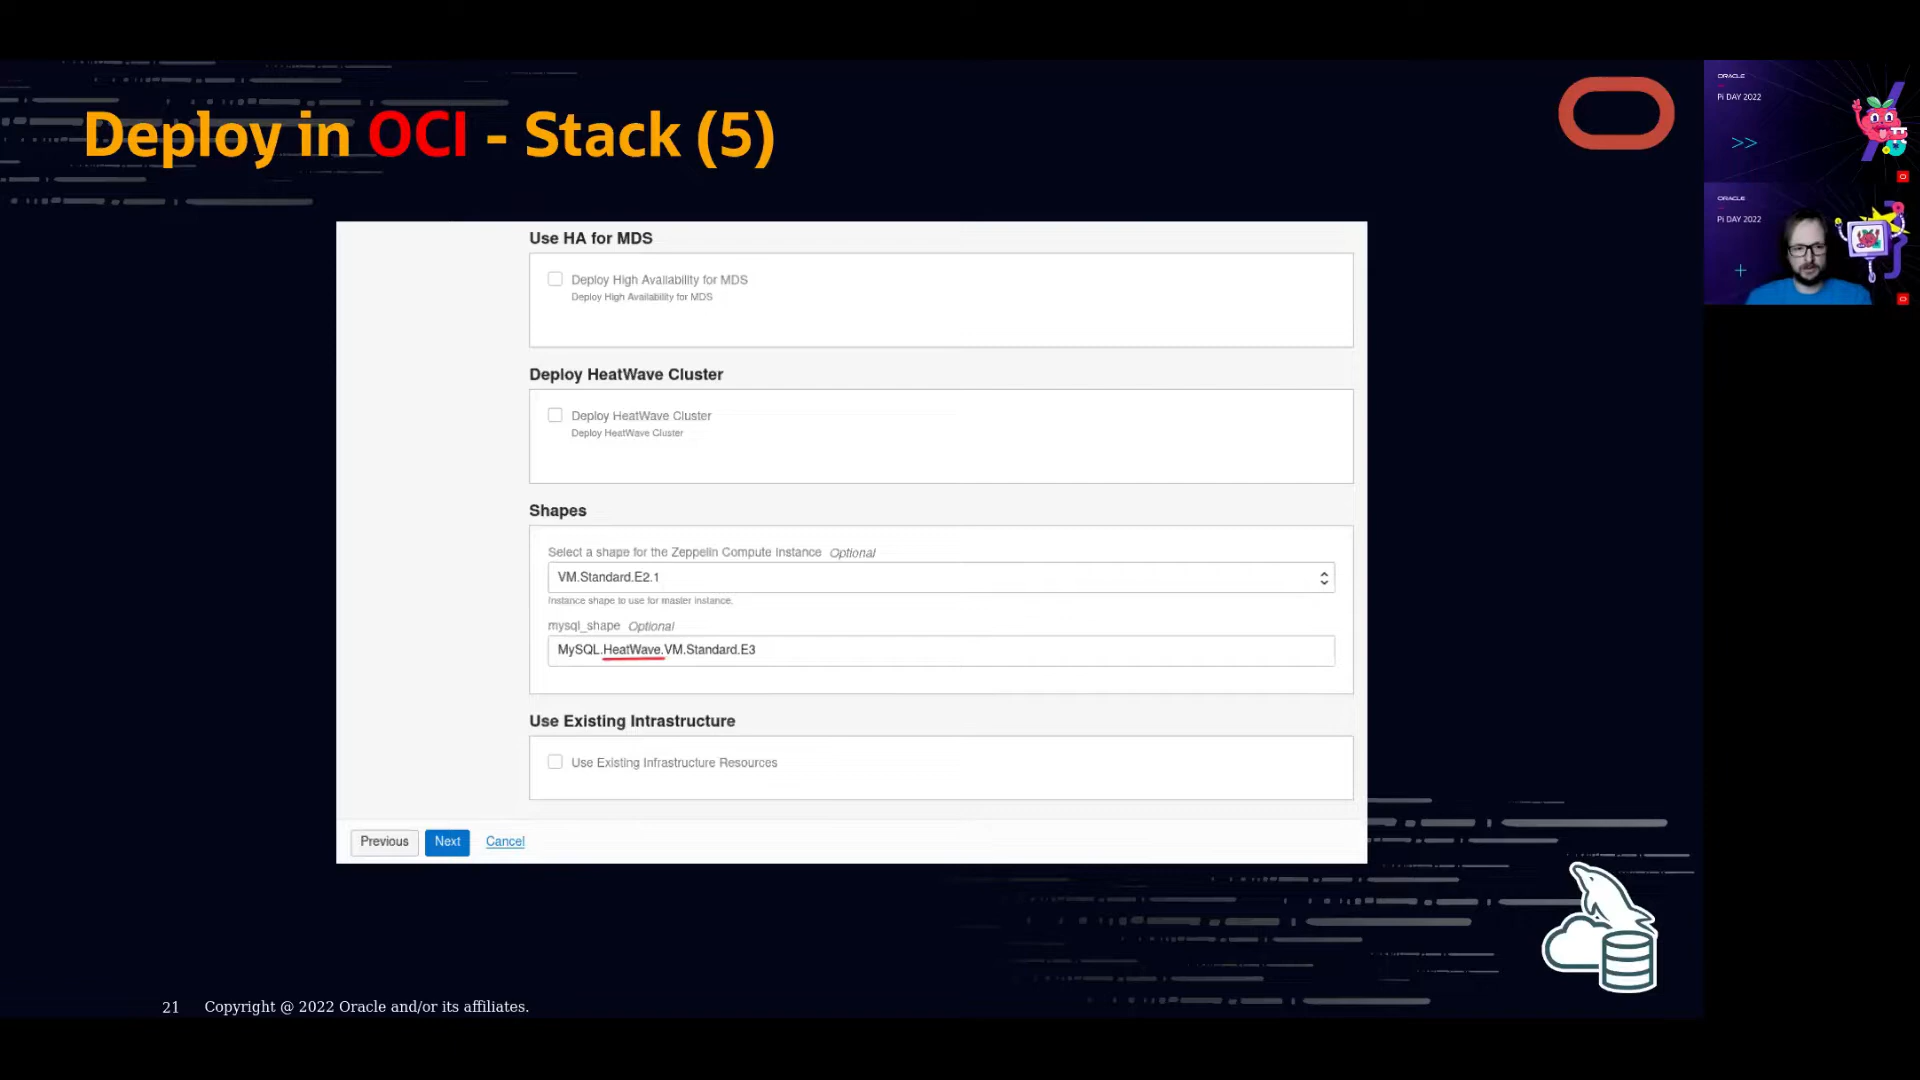 Deploy in OCI - Stack (5)
Use HA for MDS
Deploy High Availability for MDS
Deploy High Availability for MDS
Deploy HeatWave Cluster
Deploy HeatWave Cluster
Deploy HeatWave Cluster
Shapes
Select a shape for the Zeppelin Compute Instance Optional
VM.Standard.E2.1
Instance shape to use for master instance.
mysql_shape Optional
MySQL.HeatWave.VM.Standard.E3
Use Existing Intrastructure
Use Existing Infrastructure Resources
Previous Next Cancel
21 Copyright @ 2022 Oracle and/or its affiliates.
ORACLE
Pi DAY 2022
>>
ORACLE
Pi DAY 2022
+